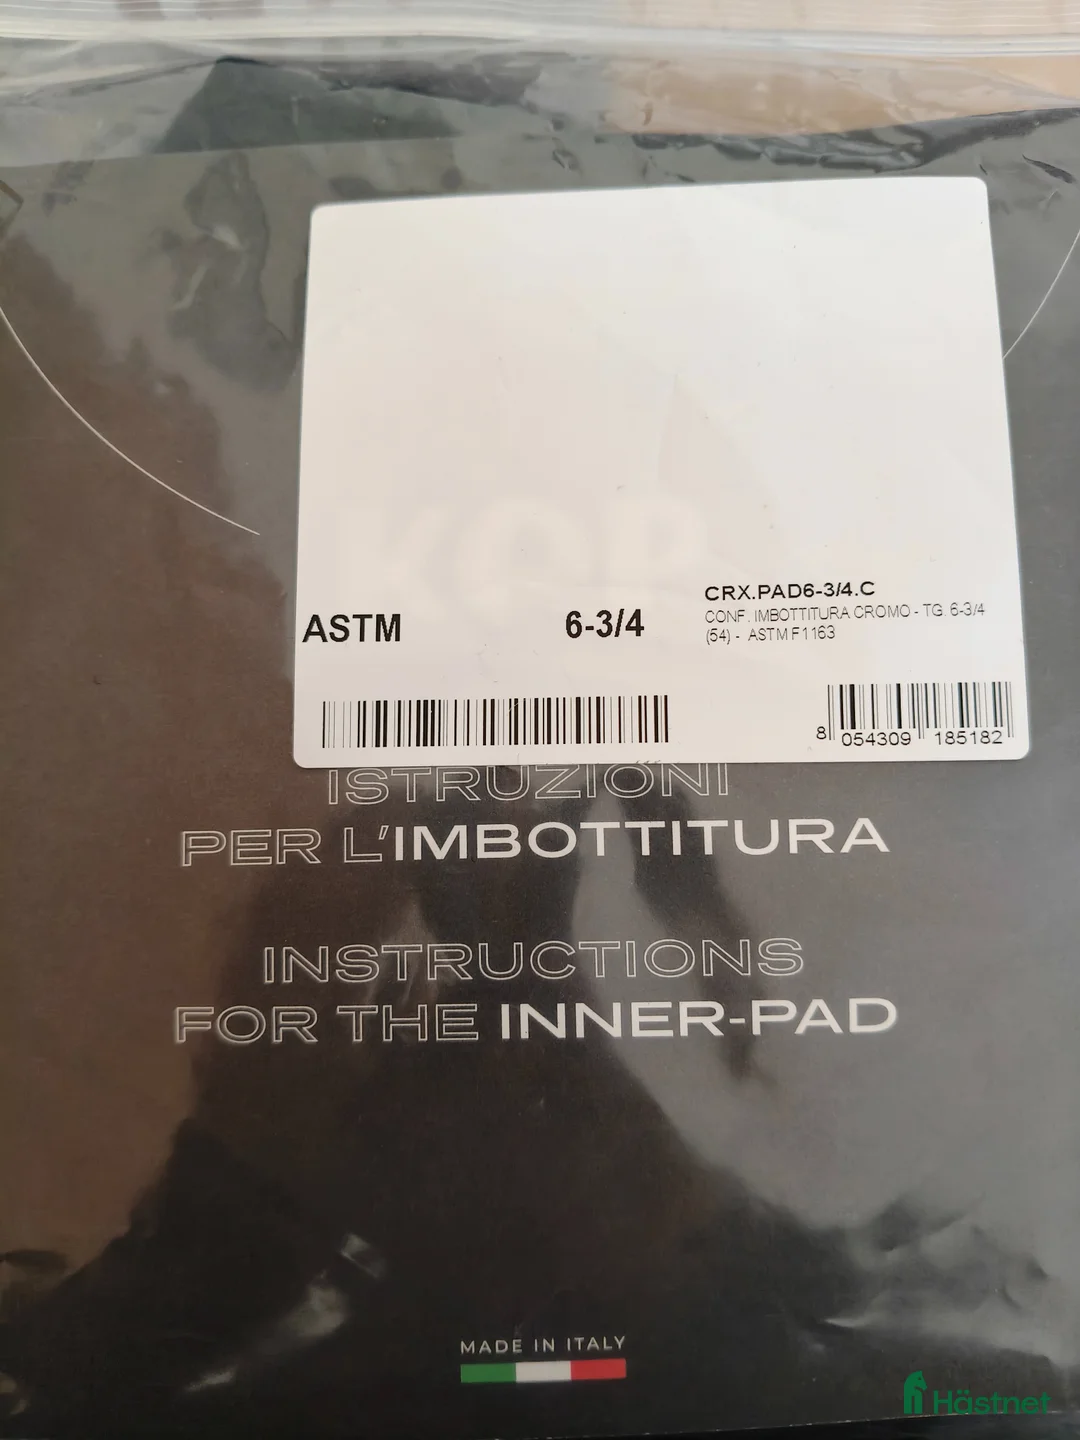 ASTM
6-3/4
CRX.PAD6-3/4.C
CONF. IMBOTTITURA CROMO - TG. 6-3/4
(54) - ASTM F1163
8 054309 185182
ISTRUZIONI
PER L'IMBOTTITURA
INSTRUCTIONS
FOR THE INNER-PAD
MADE IN ITALY
Hästnet